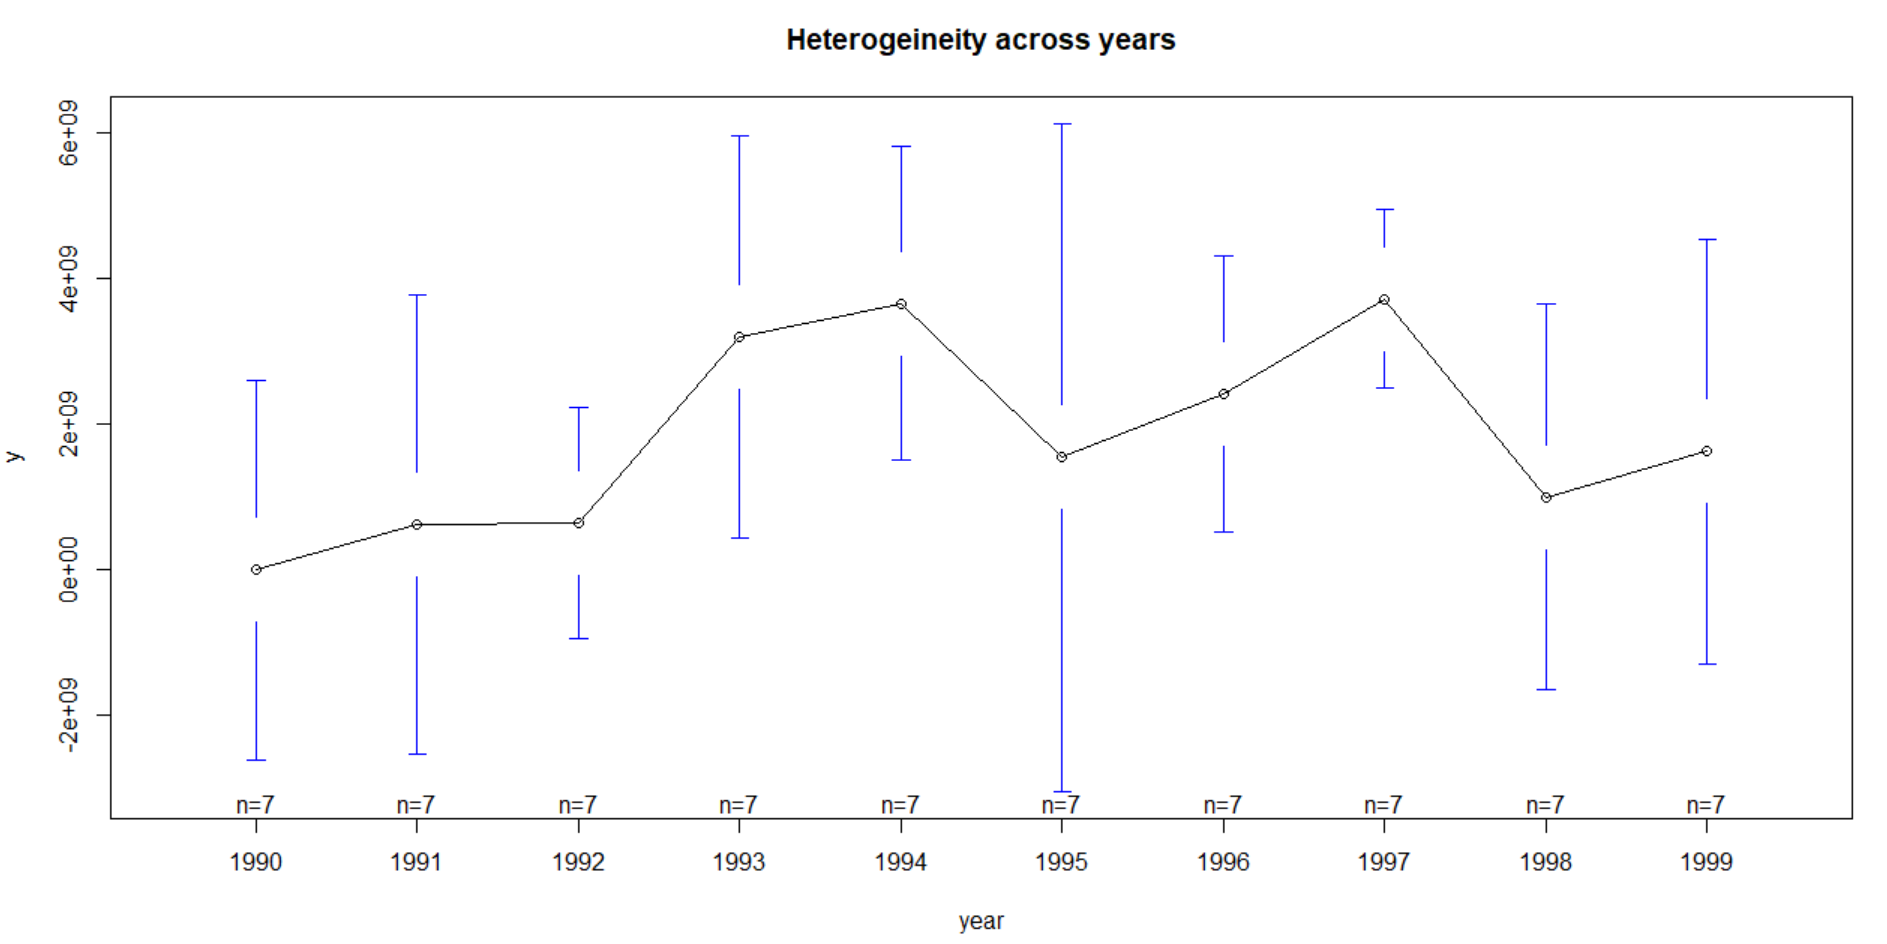 Heterogeineity across years
y
6e+09
4e+09
2e+09
0e+00
-2e+09
n=7 n=7 n=7 n=7 n=7 n=7 n=7 n=7 n=7 n=7
1990 1991 1992 1993 1994 1995 1996 1997 1998 1999
year